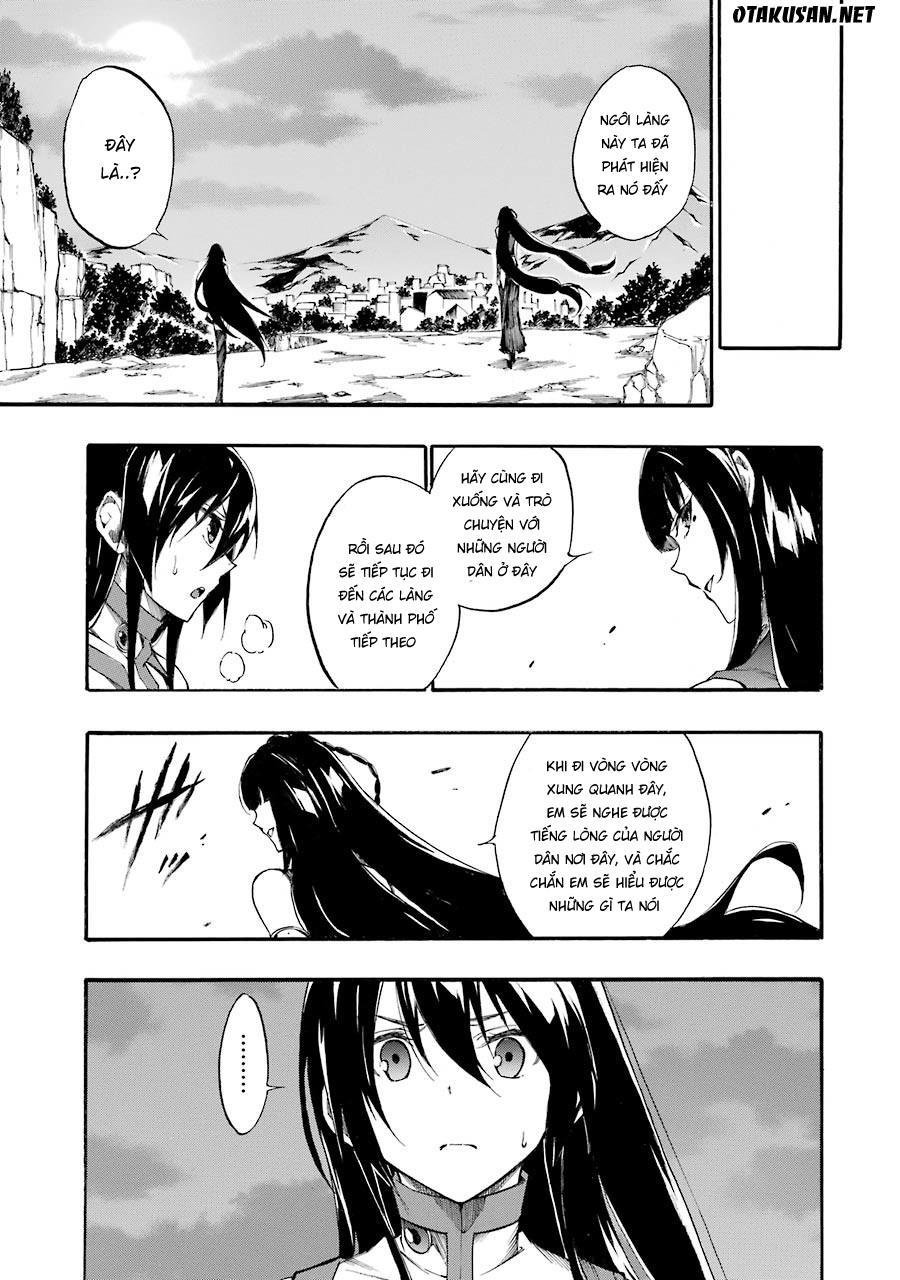 OTAKUSAN.NET
NGÔI LÀNG
NÀY TA ĐÃ
PHÁT HIỆN
RA NÓ ĐẤY
ĐÂY
LÀ..?
HÃY CÙNG ĐI
XUỐNG VÀ TRÒ
CHUYỆN VỚI
NHỮNG NGƯỜI
DÂN Ở ĐÂY
RỒI SAU ĐÓ
SẼ TIẾP TỤC ĐI
ĐẾN CÁC LÀNG
VÀ THÀNH PHỐ
TIẾP THEO
KHI ĐI VÒNG VÒNG
XUNG QUANH ĐÂY,
EM SẼ NGHE ĐƯỢC
TIẾNG LÒNG CỦA NGƯỜI
DÂN NƠI ĐÂY, VÀ CHẮC
CHẮN EM SẼ HIỂU ĐƯỢC
NHỮNG GÌ TA NÓI
.........